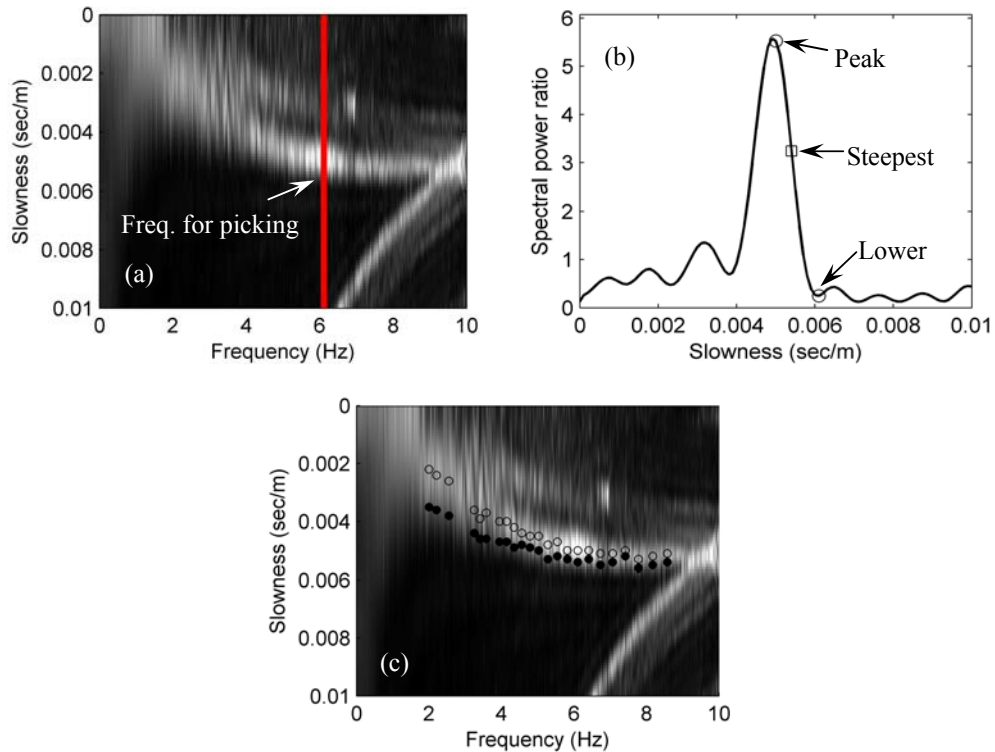 0
0.002
0.004
0.006
0.008
0.01
Slowness (sec/m)
Freq. for picking
(a)
0 2 4 6 8 10
Frequency (Hz)
6
5
4
3
2
1
0
Spectral power ratio
(b)
Peak
Steepest
Lower
0 0.002 0.004 0.006 0.008 0.01
Slowness (sec/m)
0
0.002
0.004
0.006
0.008
0.01
Slowness (sec/m)
(c)
0 2 4 6 8 10
Frequency (Hz)